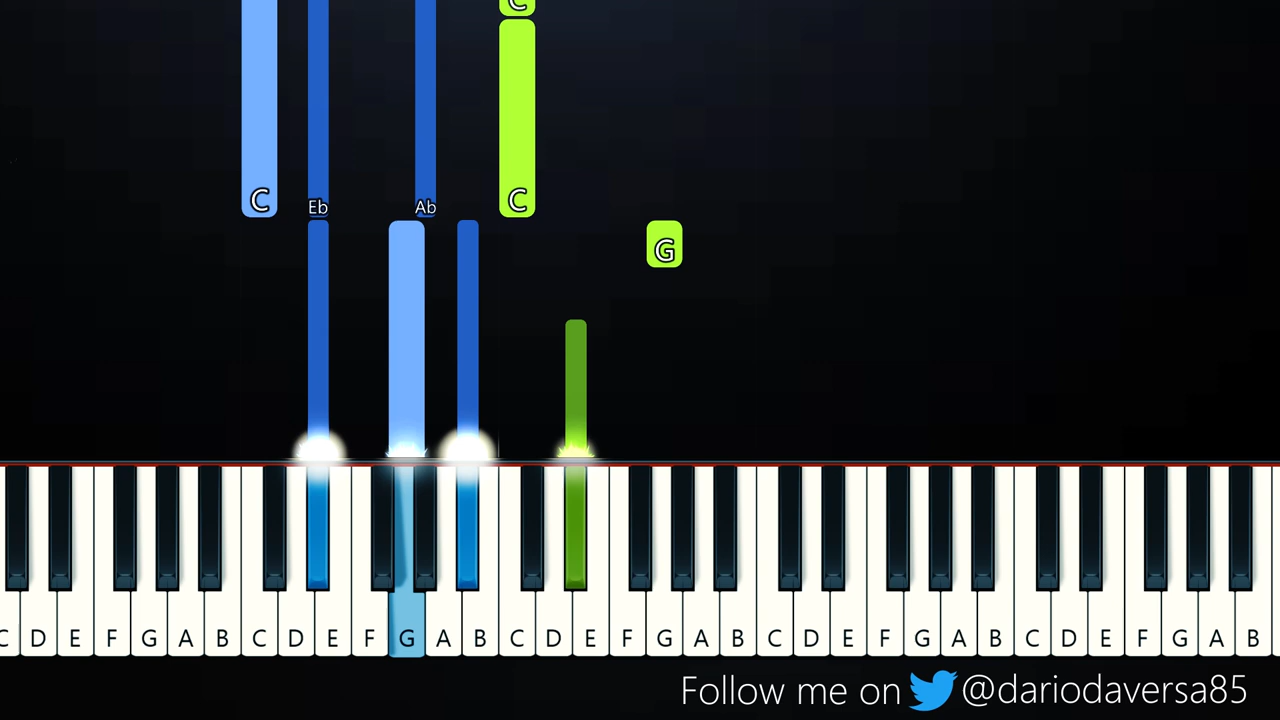 C
C C
Eb Ab
G
C D E F G A B C D E F G A B C D E F G A B C D E F G A B C D E F G A B
Follow me on @dariodaversa85